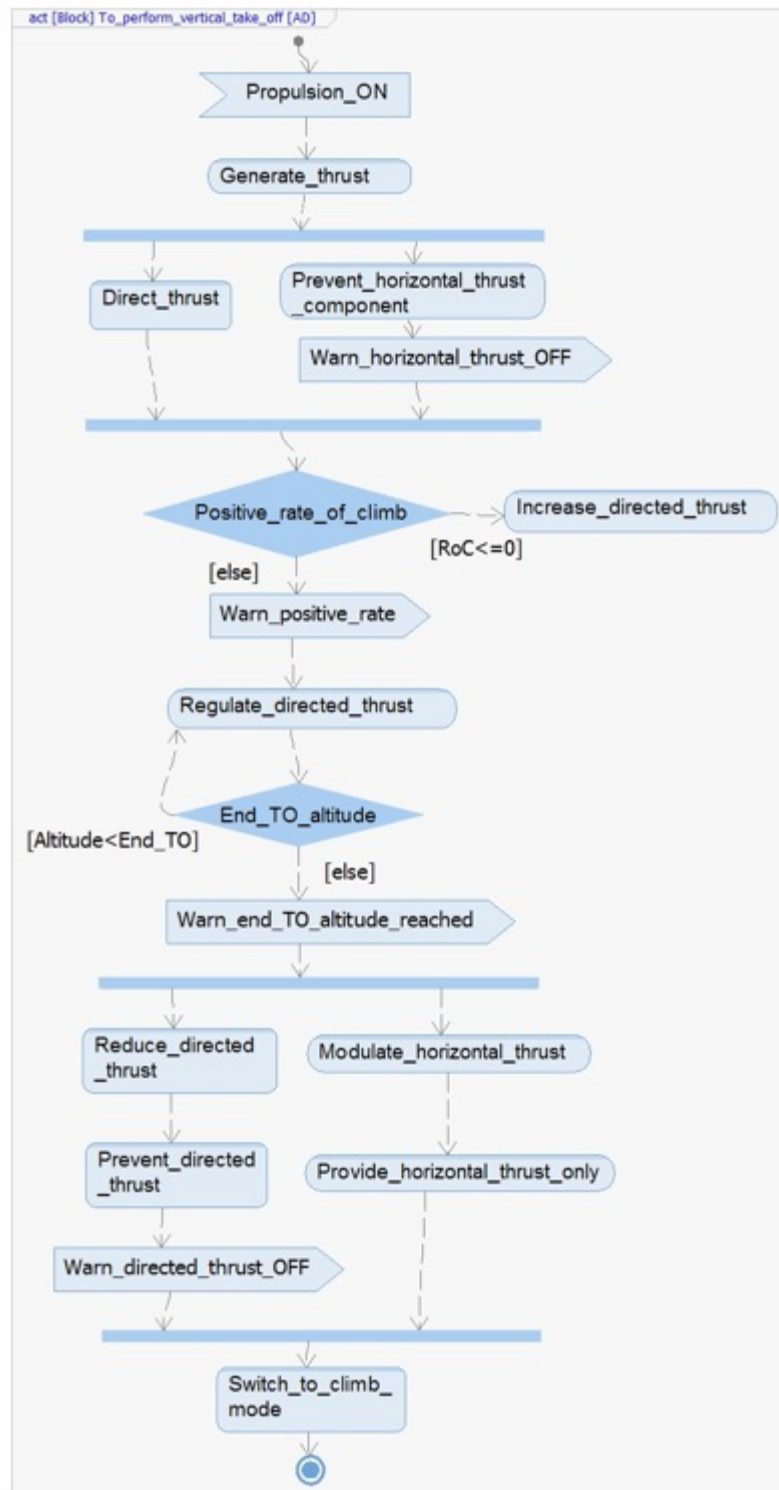 act [Block] To_perform_vertical_take_off [AD]
Propulsion_ON
Generate_thrust
Direct_thrust
Prevent_horizontal_thrust
_component
Warn_horizontal_thrust_OFF
Positive_rate_of_climb
Increase_directed_thrust
[RoC<=0]
[else]
Warn_positive_rate
Regulate_directed_thrust
End_TO_altitude
[Altitude<End_TO]
[else]
Warn_end_TO_altitude_reached
Reduce_directed
_thrust
Modulate_horizontal_thrust
Prevent_directed
_thrust
Provide_horizontal_thrust_only
Warn_directed_thrust_OFF
Switch_to_climb_
mode